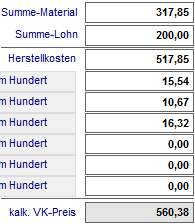 Summe-Material 317,85
Summe-Lohn 200,00
Herstellkosten 517,85
m Hundert 15,54
m Hundert 10,67
m Hundert 16,32
m Hundert 0,00
m Hundert 0,00
m Hundert 0,00
kalk. VK-Preis 560,38